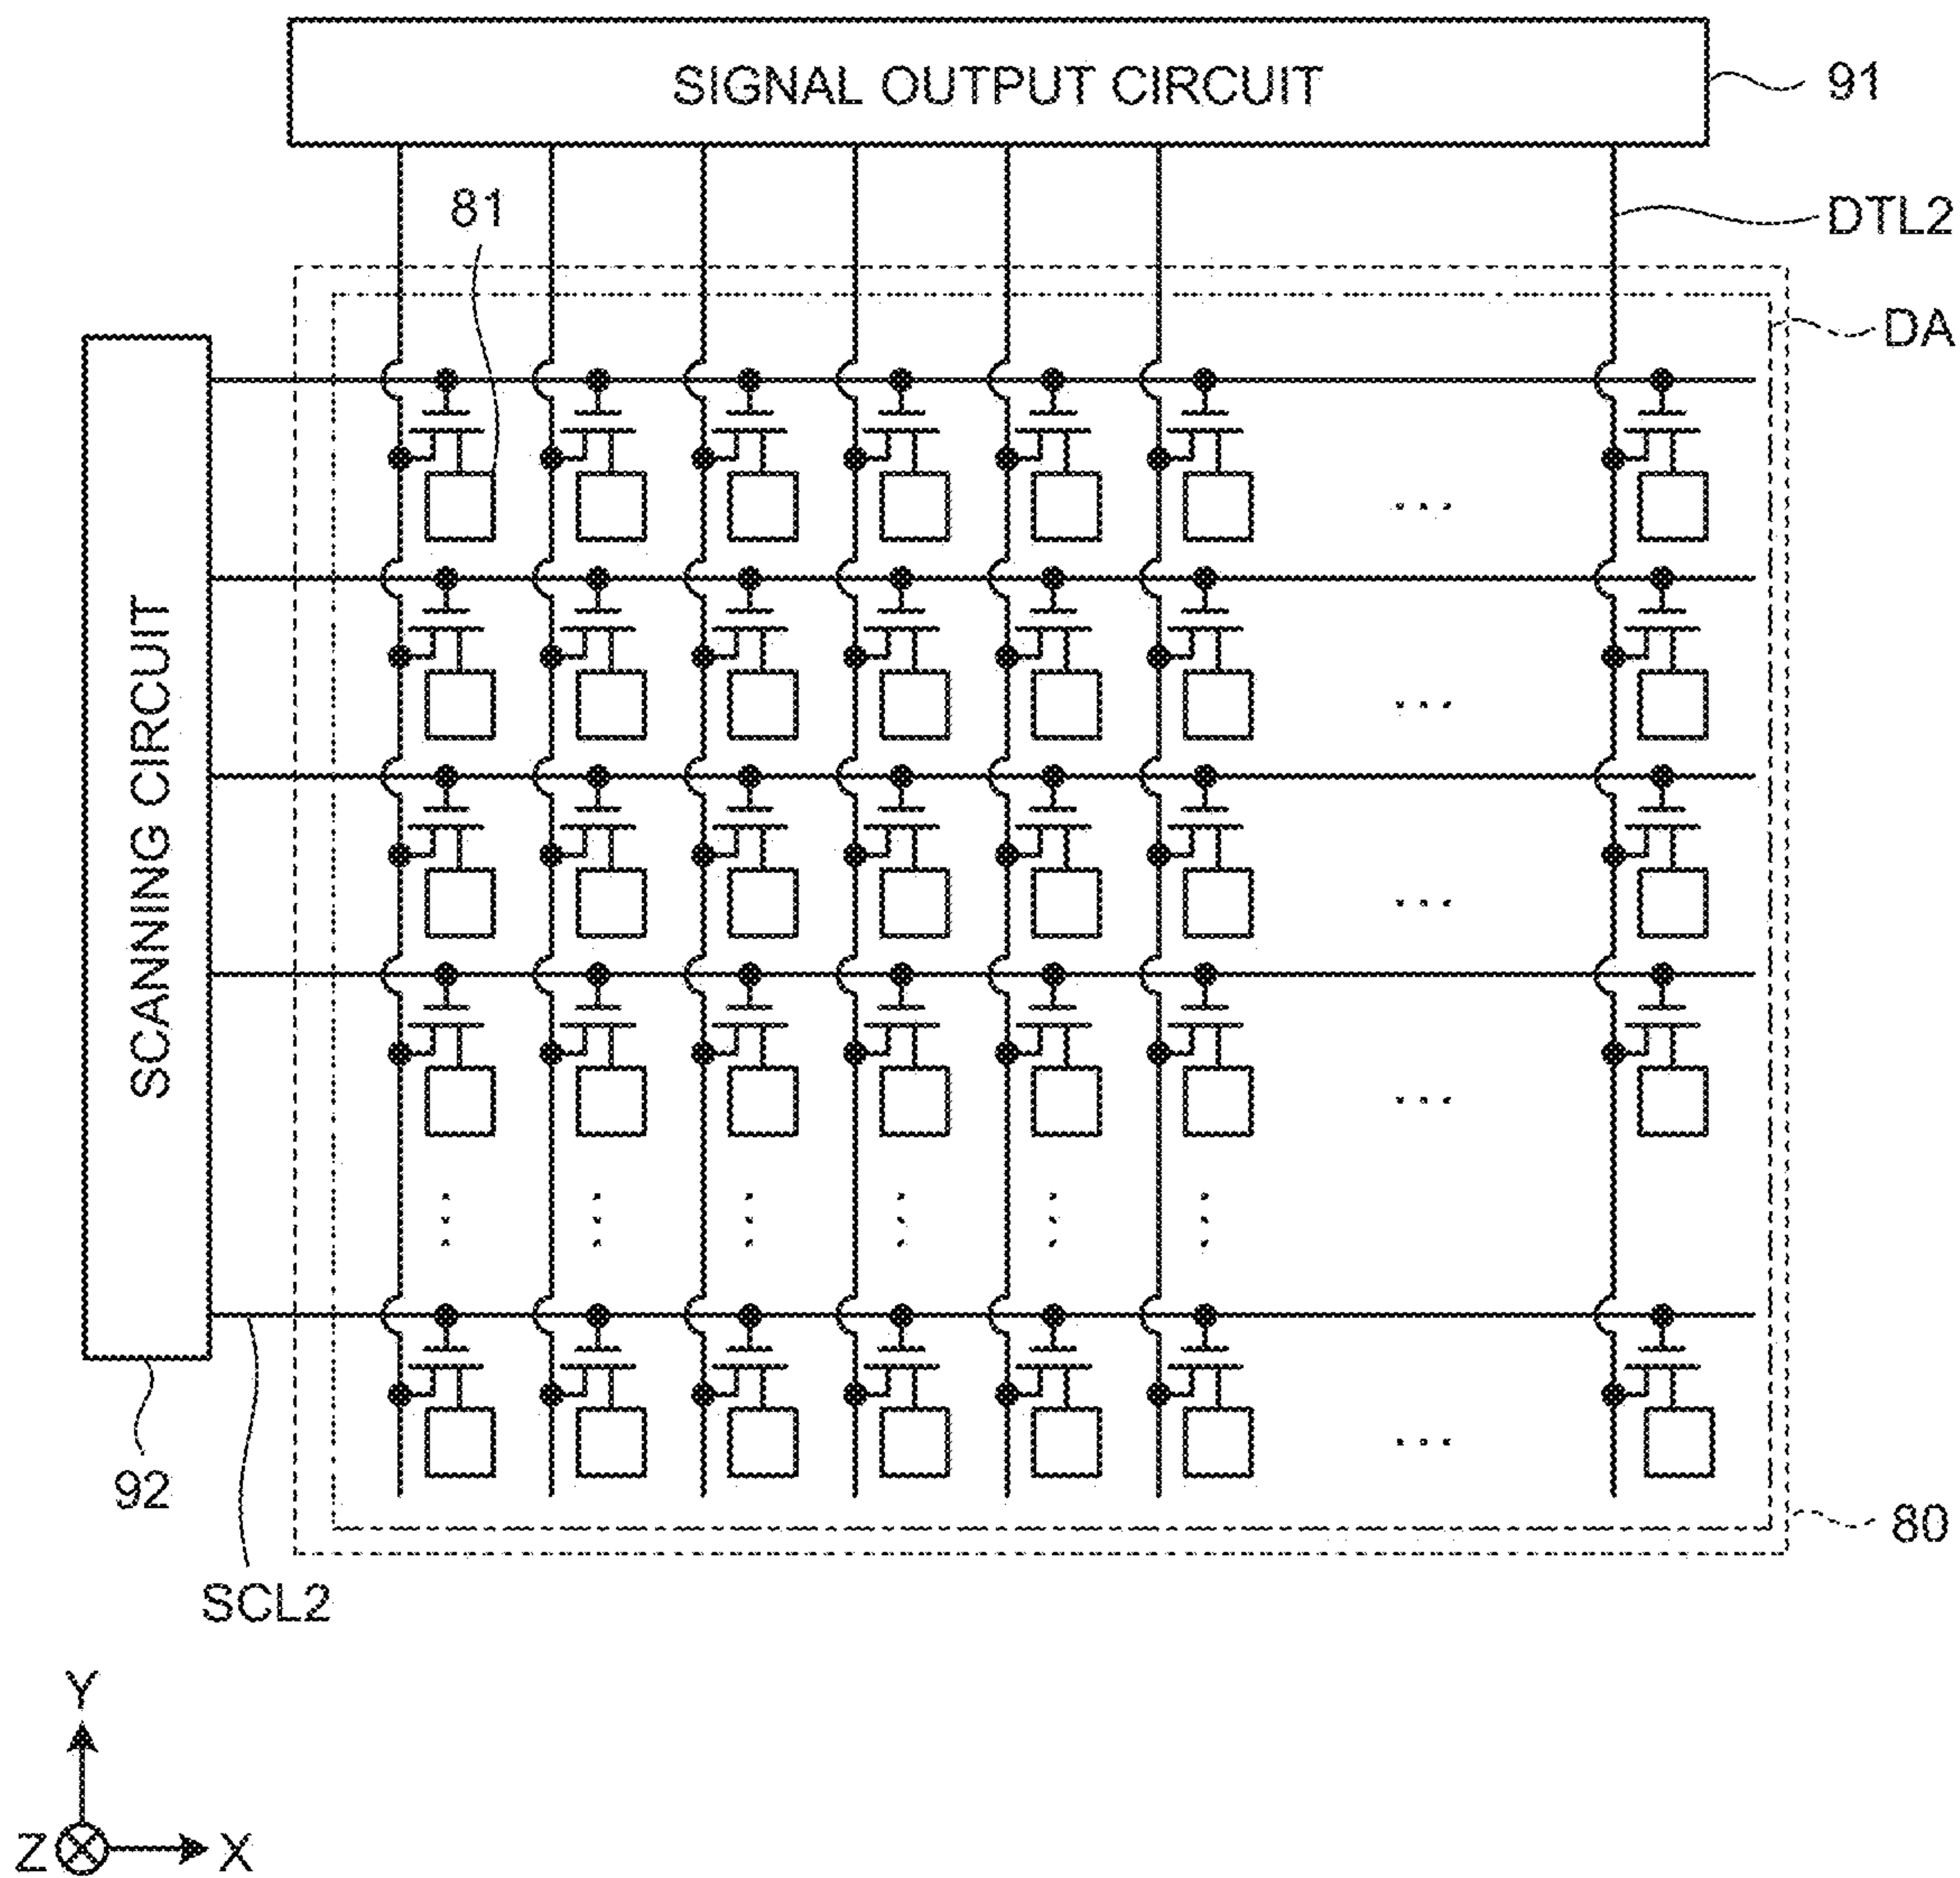 SIGNAL OUTPUT CIRCUIT
91
81
DTL2
DA
SCANNING CIRCUIT
92
80
SCL2
Y
Z
X